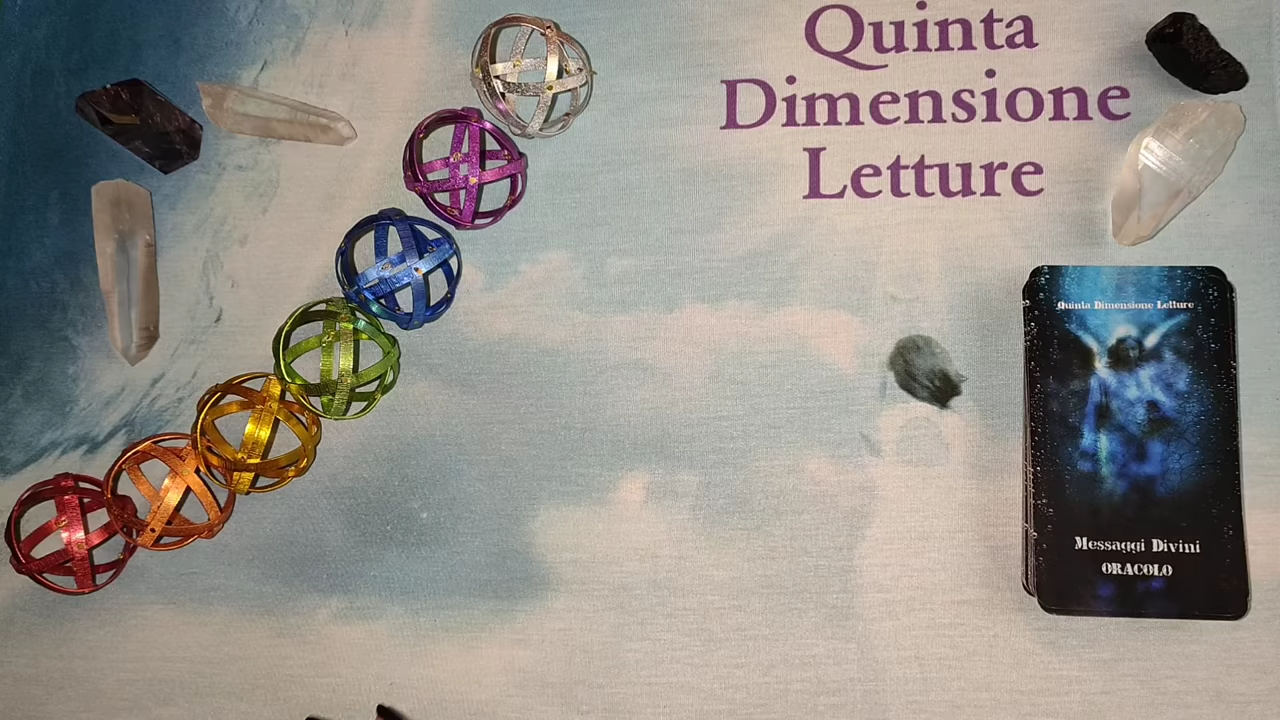 Quinta
Dimensione
Letture
Quinta Dimensione Letture
Messaggi Divini
ORACOLO